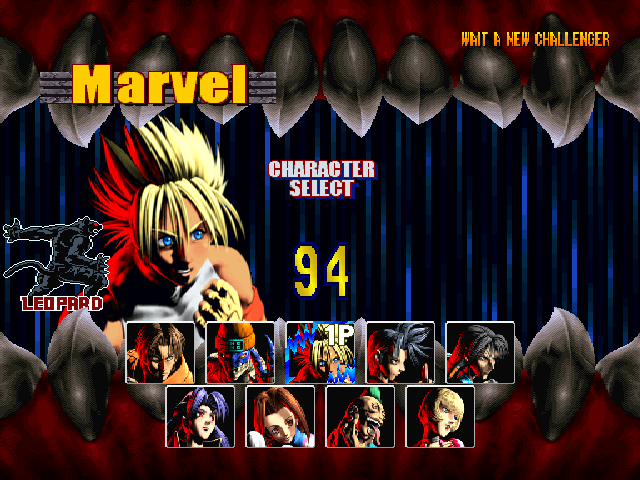 WAIT A NEW CHALLENGER
Marvel
CHARACTER
SELECT
94
LEOPARD
1P